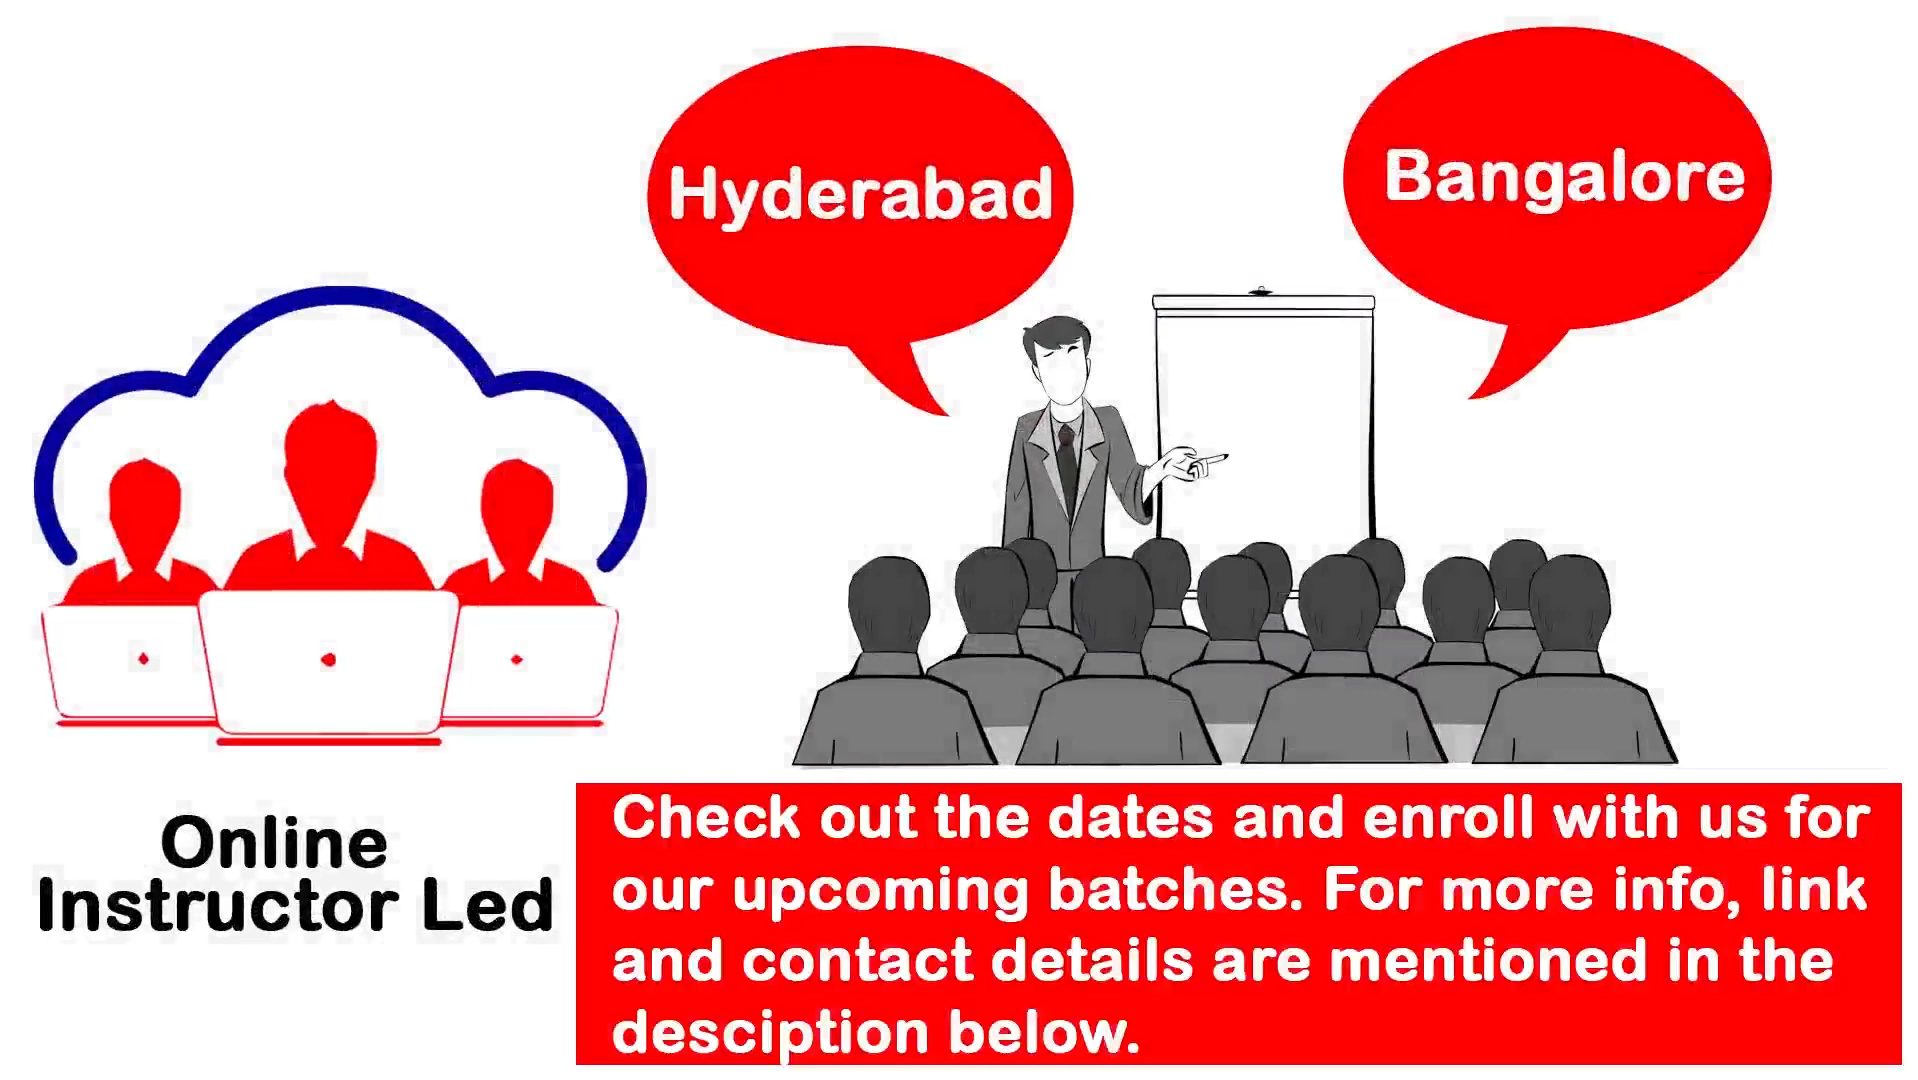 Hyderabad
Bangalore
Online
Instructor Led
Check out the dates and enroll with us for
our upcoming batches. For more info, link
and contact details are mentioned in the
desciption below.